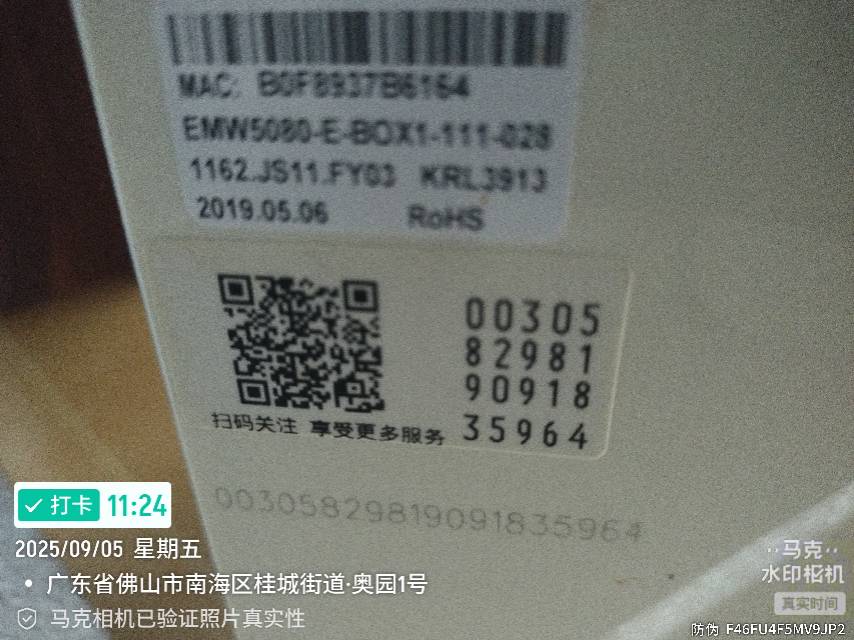 MAC: B0F8937B6164
EMW5080-E-BOX1-111-028
1162.JS11.FY03 KRL3913
2019.05.06 RoHS
00305
82981
90918
35964
扫码关注 享受更多服务
00305829819091835964
打卡 11:24
2025/09/05 星期五
广东省佛山市南海区桂城街道·奥园1号
马克相机已验证照片真实性
马克
水印相机
真实时间
防伪 F46FU4F5MV9JP2